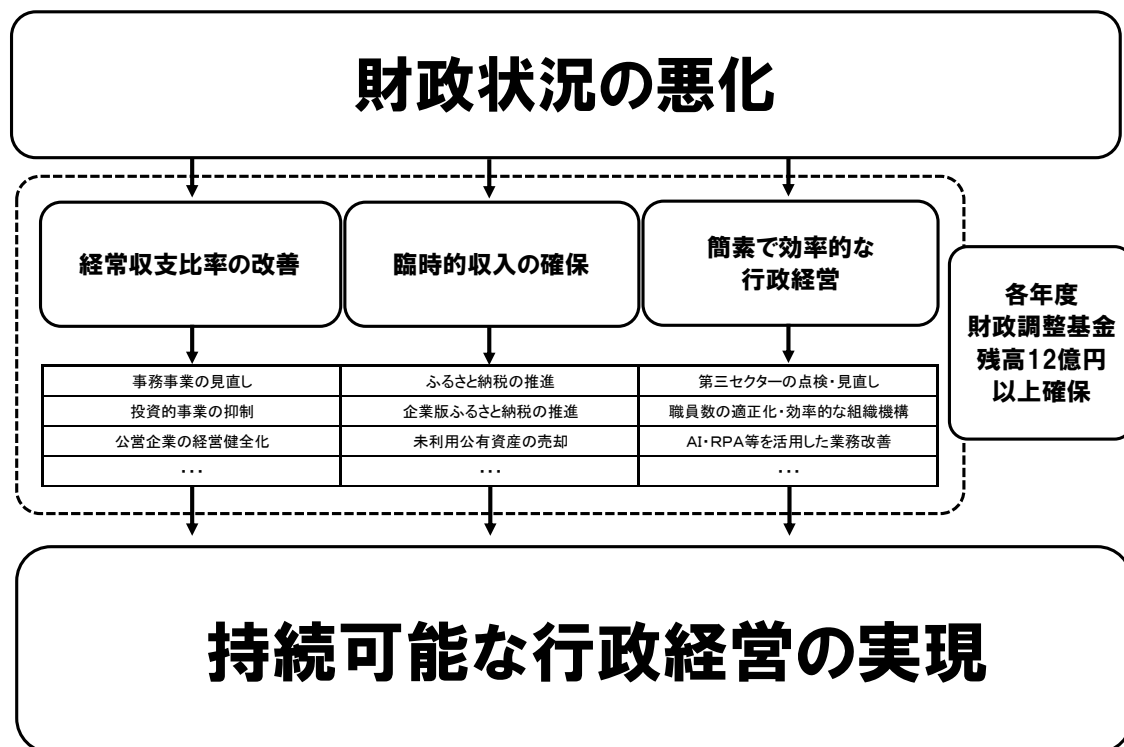 財政状況の悪化
経常収支比率の改善
臨時的収入の確保
簡素で効率的な
行政経営
各年度
財政調整基金
残高12億円
以上確保
事務事業の見直し
ふるさと納税の推進
第三セクターの点検・見直し
投資的事業の抑制
企業版ふるさと納税の推進
職員数の適正化・効率的な組織機構
公営企業の経営健全化
未利用公有資産の売却
AI・RPA等を活用した業務改善
・・・
・・・
・・・
持続可能な行政経営の実現